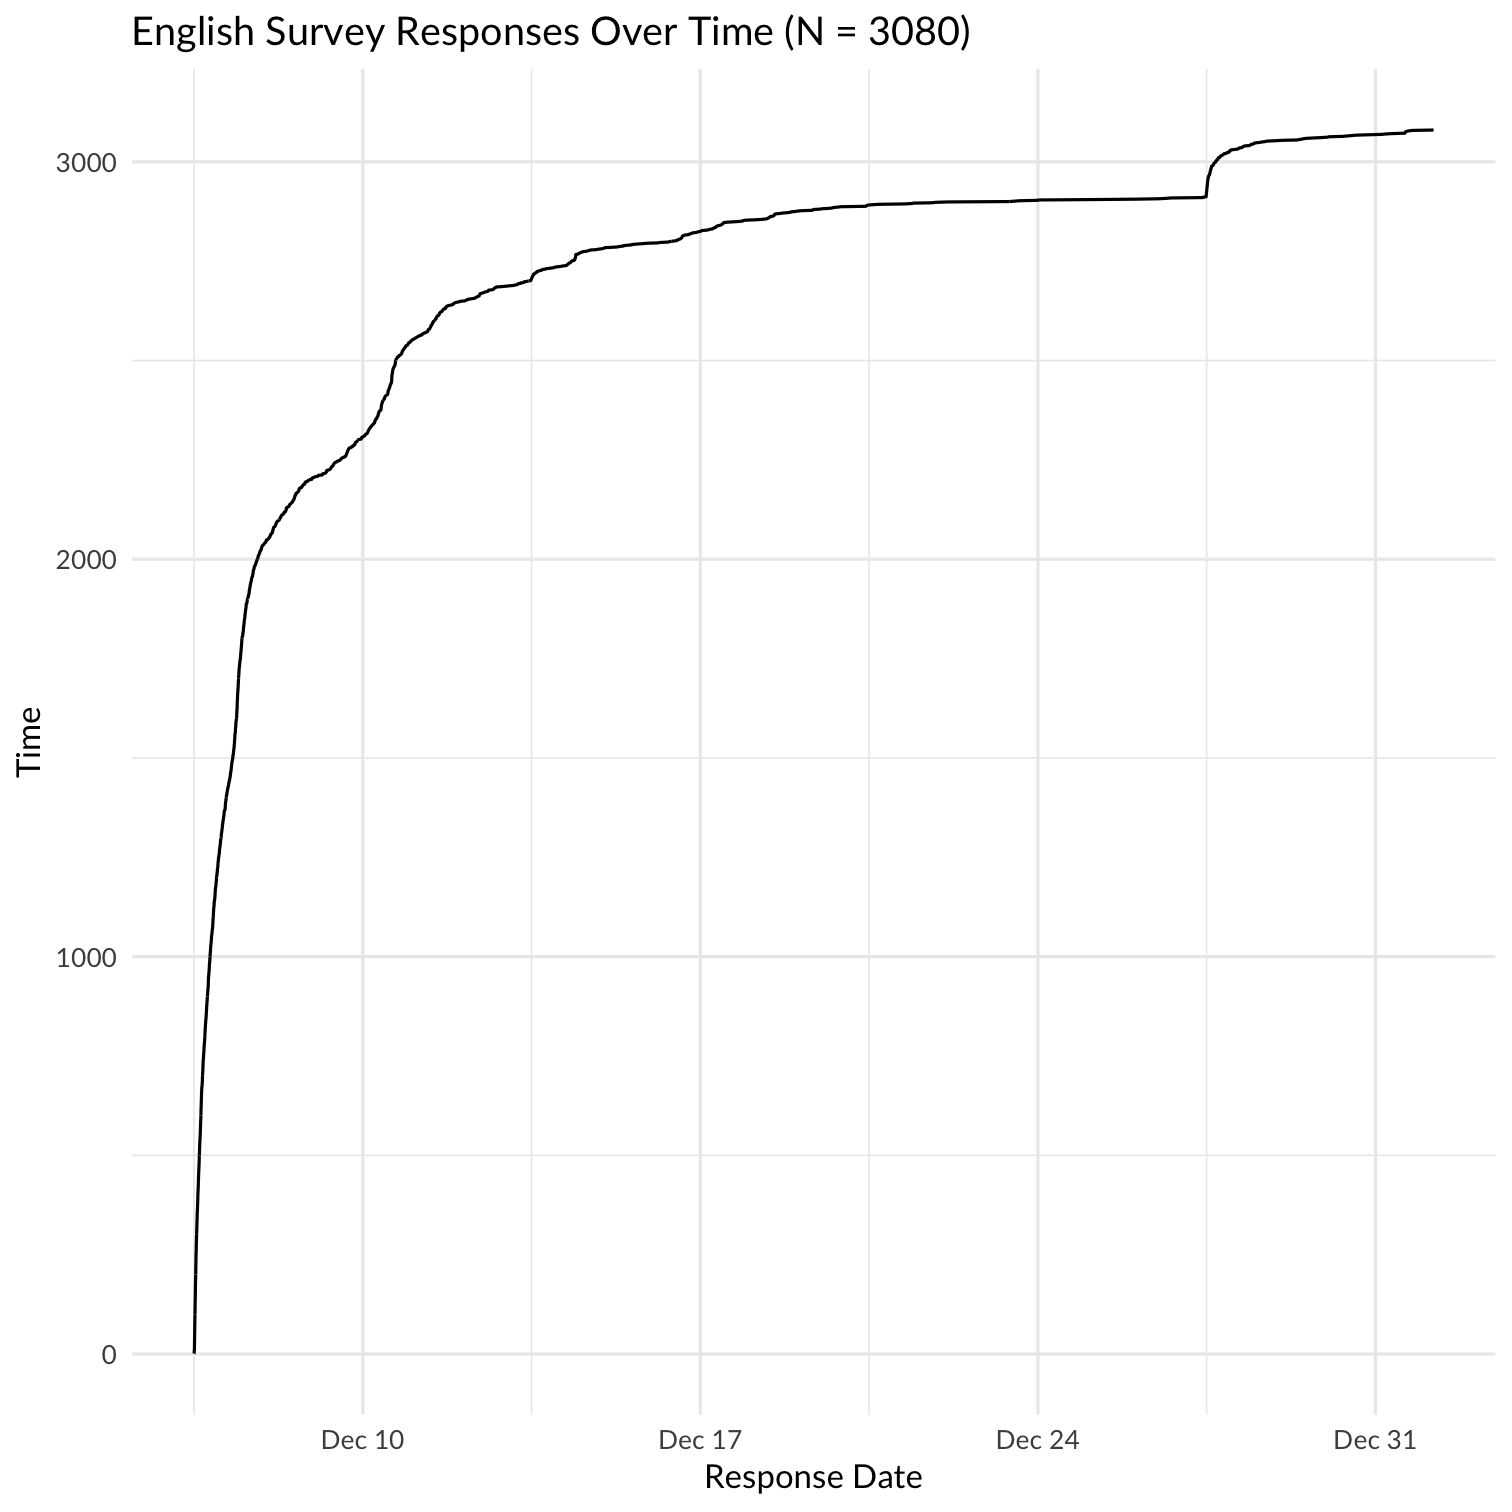 English Survey Responses Over Time (N = 3080)
3000
2000
1000
0
Time
Dec 10
Dec 17
Dec 24
Dec 31
Response Date